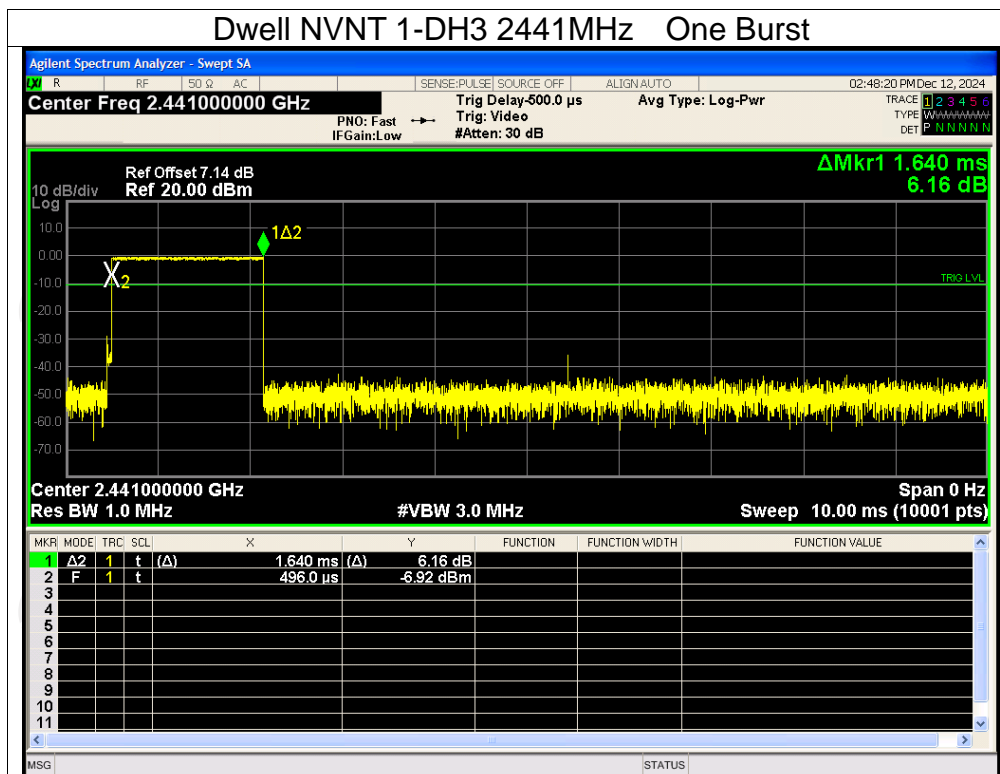 Dwell NVNT 1-DH3 2441MHz One Burst
Agilent Spectrum Analyzer - Swept SA
LXI R RF 50 Ω AC SENSE:PULSE SOURCE OFF ALIGN AUTO 02:48:20 PM Dec 12, 2024
Center Freq 2.441000000 GHz Trig Delay-500.0 µs Avg Type: Log-Pwr TRACE 1 2 3 4 5 6
PNO: Fast Trig: Video TYPE WWWWWW
IFGain:Low #Atten: 30 dB DET P N N N N N
ΔMkr1 1.640 ms
6.16 dB
Ref Offset 7.14 dB
10 dB/div Ref 20.00 dBm
Log
10.0
1Δ2
0.00
2
-10.0
TRIG LVL
-20.0
-30.0
-40.0
-50.0
-60.0
-70.0
Center 2.441000000 GHz Span 0 Hz
Res BW 1.0 MHz #VBW 3.0 MHz Sweep 10.00 ms (10001 pts)
MKR MODE TRC SCL X Y FUNCTION FUNCTION WIDTH FUNCTION VALUE
1 Δ2 1 t (Δ) 1.640 ms (Δ) 6.16 dB
2 F 1 t 496.0 µs -6.92 dBm
3
4
5
6
7
8
9
10
11
MSG STATUS